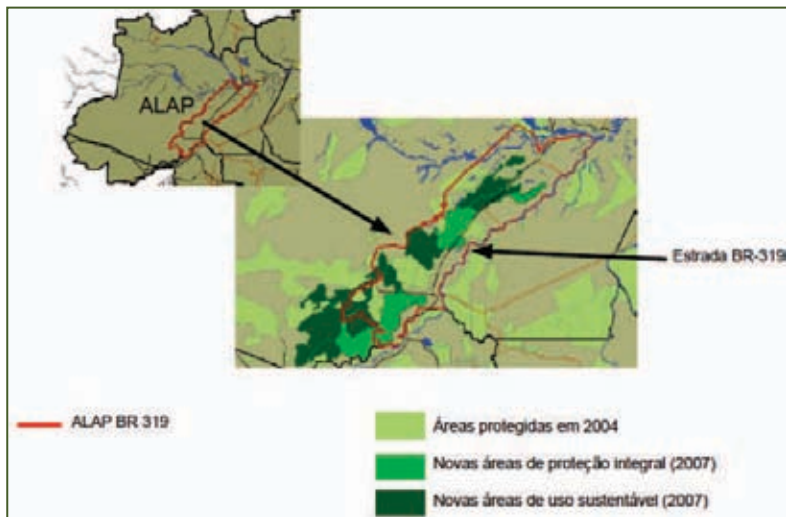 ALAP
Estrada BR-319
ALAP BR 319
Áreas protegidas em 2004
Novas áreas de proteção integral (2007)
Novas áreas de uso sustentável (2007)